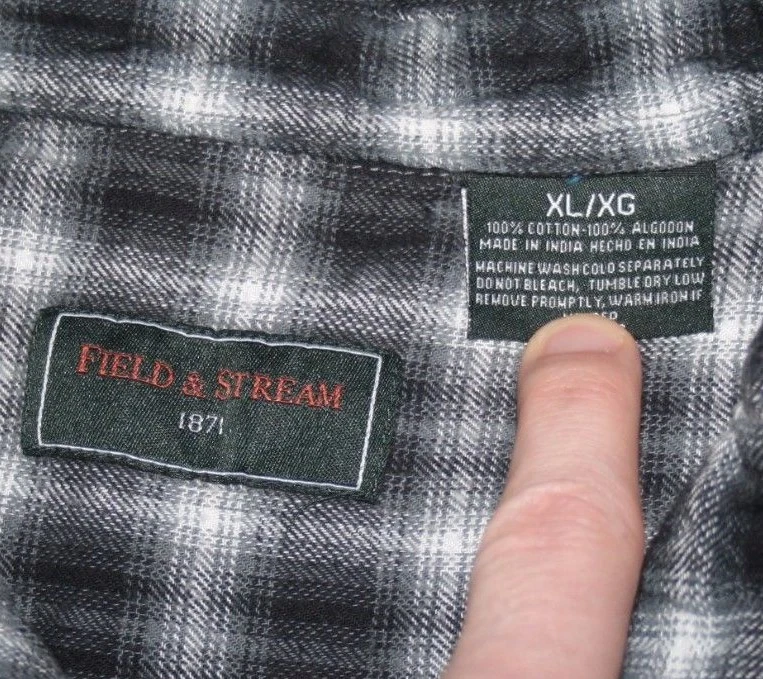 XL/XG
100% COTTON-100% ALGODON
MADE IN INDIA HECHO EN INDIA
MACHINE WASH COLD SEPARATELY
DO NOT BLEACH, TUMBLE DRY LOW
REMOVE PROMPTLY, WARM IRON IF
FIELD & STREAM
1871